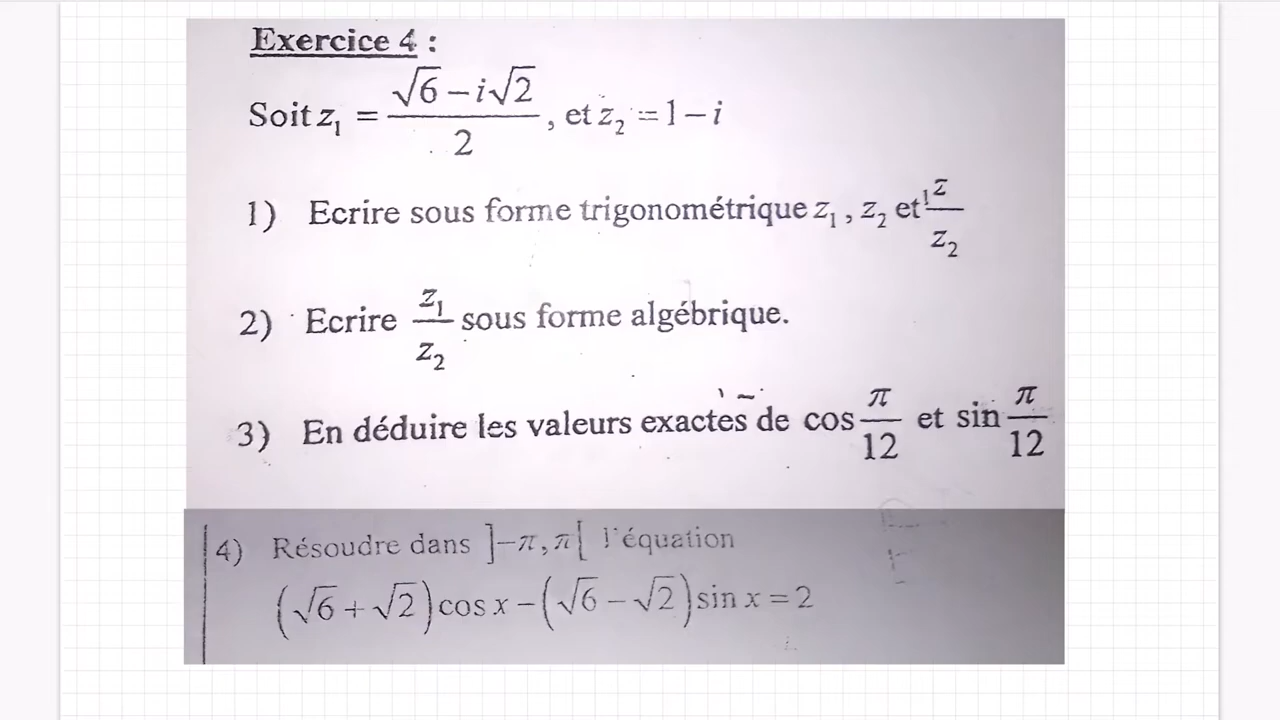 Exercice 4 :
Soit z₁ = (√6 − i√2)/2 , et z₂ = 1 − i
1) Ecrire sous forme trigonométrique z₁ , z₂ et ¹z/z₂
2) Ecrire z₁/z₂ sous forme algébrique.
3) En déduire les valeurs exactes de cos π/12 et sin π/12
4) Résoudre dans ]−π, π[ l'équation
(√6 + √2) cos x − (√6 − √2) sin x = 2